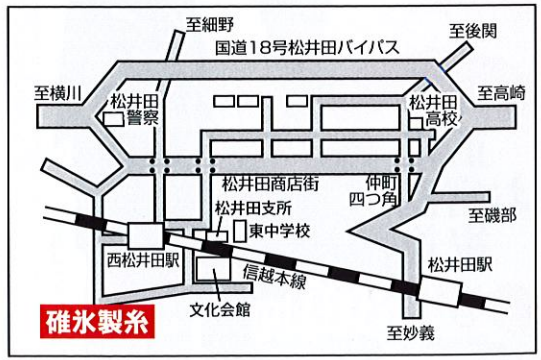 至細野
国道18号松井田バイパス
至後閑
至横川
松井田
警察
松井田
高校
至高崎
松井田商店街
仲町
四つ角
松井田支所
東中学校
至磯部
西松井田駅
信越本線
松井田駅
文化会館
碓氷製糸
至妙義